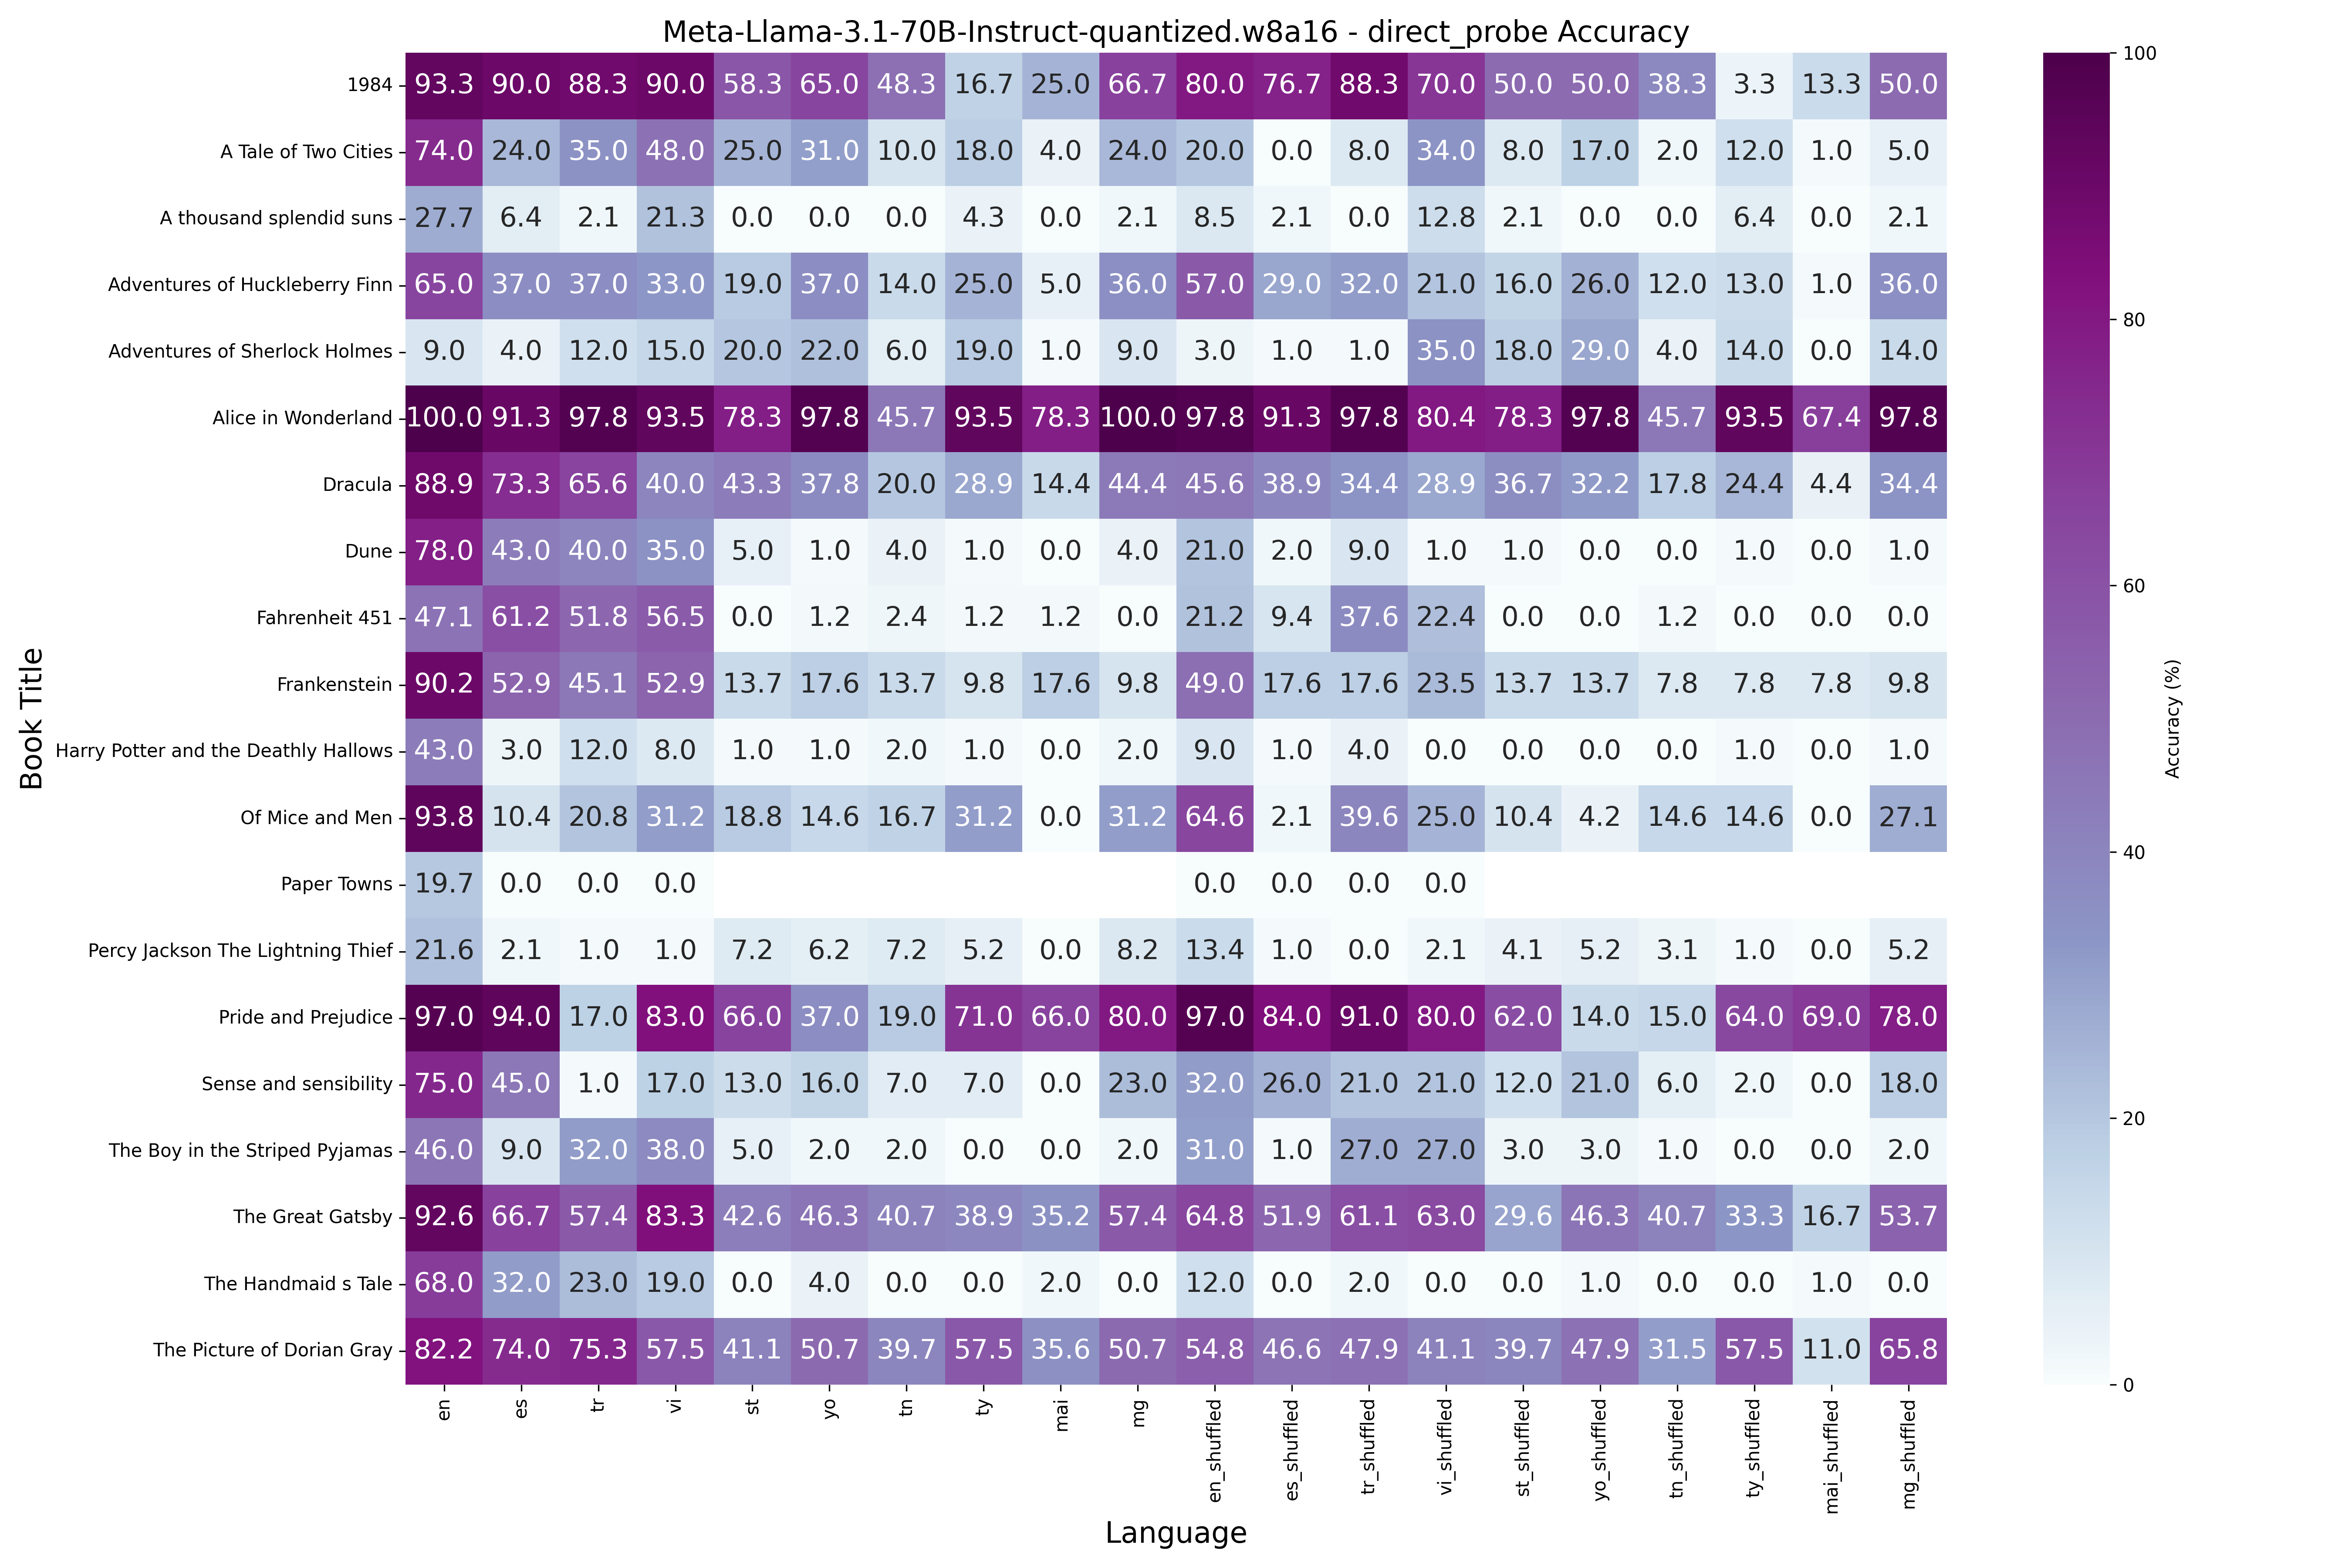 Meta-Llama-3.1-70B-Instruct-quantized.w8a16 - direct_probe Accuracy
1984 93.3 90.0 88.3 90.0 58.3 65.0 48.3 16.7 25.0 66.7 80.0 76.7 88.3 70.0 50.0 50.0 38.3 3.3 13.3 50.0
A Tale of Two Cities 74.0 24.0 35.0 48.0 25.0 31.0 10.0 18.0 4.0 24.0 20.0 0.0 8.0 34.0 8.0 17.0 2.0 12.0 1.0 5.0
A thousand splendid suns 27.7 6.4 2.1 21.3 0.0 0.0 0.0 4.3 0.0 2.1 8.5 2.1 0.0 12.8 2.1 0.0 0.0 6.4 0.0 2.1
Adventures of Huckleberry Finn 65.0 37.0 37.0 33.0 19.0 37.0 14.0 25.0 5.0 36.0 57.0 29.0 32.0 21.0 16.0 26.0 12.0 13.0 1.0 36.0
Adventures of Sherlock Holmes 9.0 4.0 12.0 15.0 20.0 22.0 6.0 19.0 1.0 9.0 3.0 1.0 1.0 35.0 18.0 29.0 4.0 14.0 0.0 14.0
Alice in Wonderland 100.0 91.3 97.8 93.5 78.3 97.8 45.7 93.5 78.3 100.0 97.8 91.3 97.8 80.4 78.3 97.8 45.7 93.5 67.4 97.8
Dracula 88.9 73.3 65.6 40.0 43.3 37.8 20.0 28.9 14.4 44.4 45.6 38.9 34.4 28.9 36.7 32.2 17.8 24.4 4.4 34.4
Dune 78.0 43.0 40.0 35.0 5.0 1.0 4.0 1.0 0.0 4.0 21.0 2.0 9.0 1.0 1.0 0.0 0.0 1.0 0.0 1.0
Fahrenheit 451 47.1 61.2 51.8 56.5 0.0 1.2 2.4 1.2 1.2 0.0 21.2 9.4 37.6 22.4 0.0 0.0 1.2 0.0 0.0 0.0
Frankenstein 90.2 52.9 45.1 52.9 13.7 17.6 13.7 9.8 17.6 9.8 49.0 17.6 17.6 23.5 13.7 13.7 7.8 7.8 7.8 9.8
Harry Potter and the Deathly Hallows 43.0 3.0 12.0 8.0 1.0 1.0 2.0 1.0 0.0 2.0 9.0 1.0 4.0 0.0 0.0 0.0 0.0 1.0 0.0 1.0
Of Mice and Men 93.8 10.4 20.8 31.2 18.8 14.6 16.7 31.2 0.0 31.2 64.6 2.1 39.6 25.0 10.4 4.2 14.6 14.6 0.0 27.1
Paper Towns 19.7 0.0 0.0 0.0 0.0 0.0 0.0 0.0
Percy Jackson The Lightning Thief 21.6 2.1 1.0 1.0 7.2 6.2 7.2 5.2 0.0 8.2 13.4 1.0 0.0 2.1 4.1 5.2 3.1 1.0 0.0 5.2
Pride and Prejudice 97.0 94.0 17.0 83.0 66.0 37.0 19.0 71.0 66.0 80.0 97.0 84.0 91.0 80.0 62.0 14.0 15.0 64.0 69.0 78.0
Sense and sensibility 75.0 45.0 1.0 17.0 13.0 16.0 7.0 7.0 0.0 23.0 32.0 26.0 21.0 21.0 12.0 21.0 6.0 2.0 0.0 18.0
The Boy in the Striped Pyjamas 46.0 9.0 32.0 38.0 5.0 2.0 2.0 0.0 0.0 2.0 31.0 1.0 27.0 27.0 3.0 3.0 1.0 0.0 0.0 2.0
The Great Gatsby 92.6 66.7 57.4 83.3 42.6 46.3 40.7 38.9 35.2 57.4 64.8 51.9 61.1 63.0 29.6 46.3 40.7 33.3 16.7 53.7
The Handmaid s Tale 68.0 32.0 23.0 19.0 0.0 4.0 0.0 0.0 2.0 0.0 12.0 0.0 2.0 0.0 0.0 1.0 0.0 0.0 1.0 0.0
The Picture of Dorian Gray 82.2 74.0 75.3 57.5 41.1 50.7 39.7 57.5 35.6 50.7 54.8 46.6 47.9 41.1 39.7 47.9 31.5 57.5 11.0 65.8
en es tr vi st yo tn ty mai mg en_shuffled es_shuffled tr_shuffled vi_shuffled st_shuffled yo_shuffled tn_shuffled ty_shuffled mai_shuffled mg_shuffled
Language
Book Title
100
80
60
40
20
0
Accuracy (%)